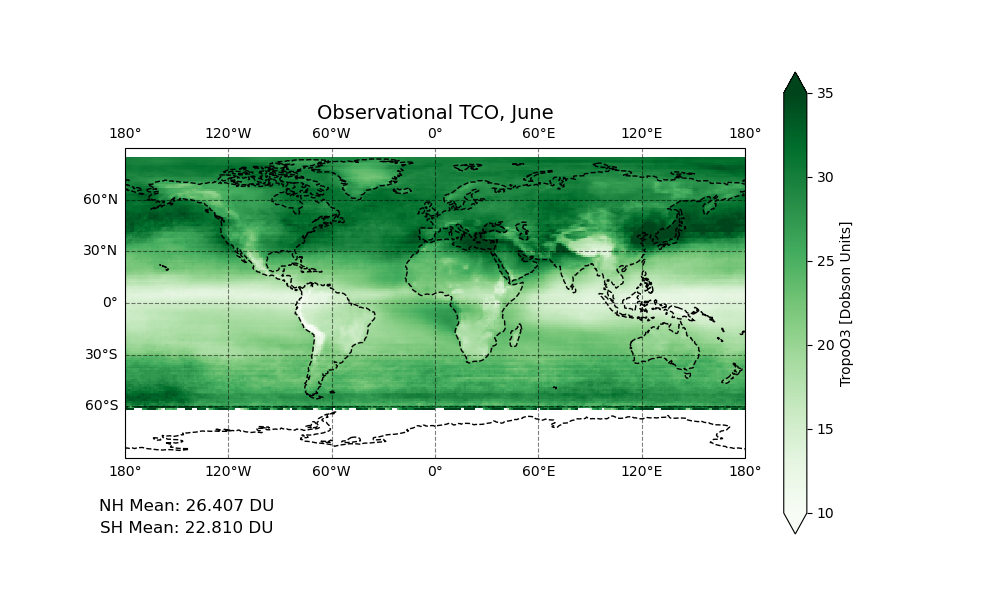 Observational TCO, June
180° 120°W 60°W 0° 60°E 120°E 180°
60°N
30°N
0°
30°S
60°S
180° 120°W 60°W 0° 60°E 120°E 180°
35
30
25
20
15
10
TropoO3 [Dobson Units]
NH Mean: 26.407 DU
SH Mean: 22.810 DU